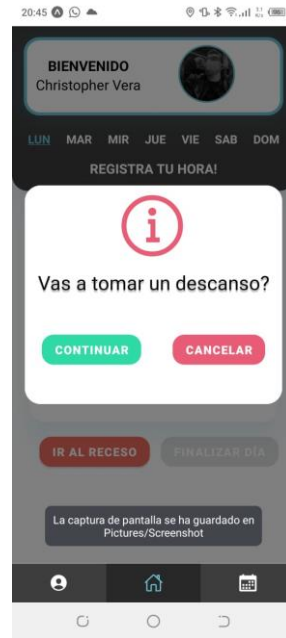 20:45
BIENVENIDO
Christopher Vera
LUN MAR MIR JUE VIE SAB DOM
REGISTRA TU HORA!
Vas a tomar un descanso?
CONTINUAR CANCELAR
IR AL RECESO FINALIZAR DÍA
La captura de pantalla se ha guardado en
Pictures/Screenshot